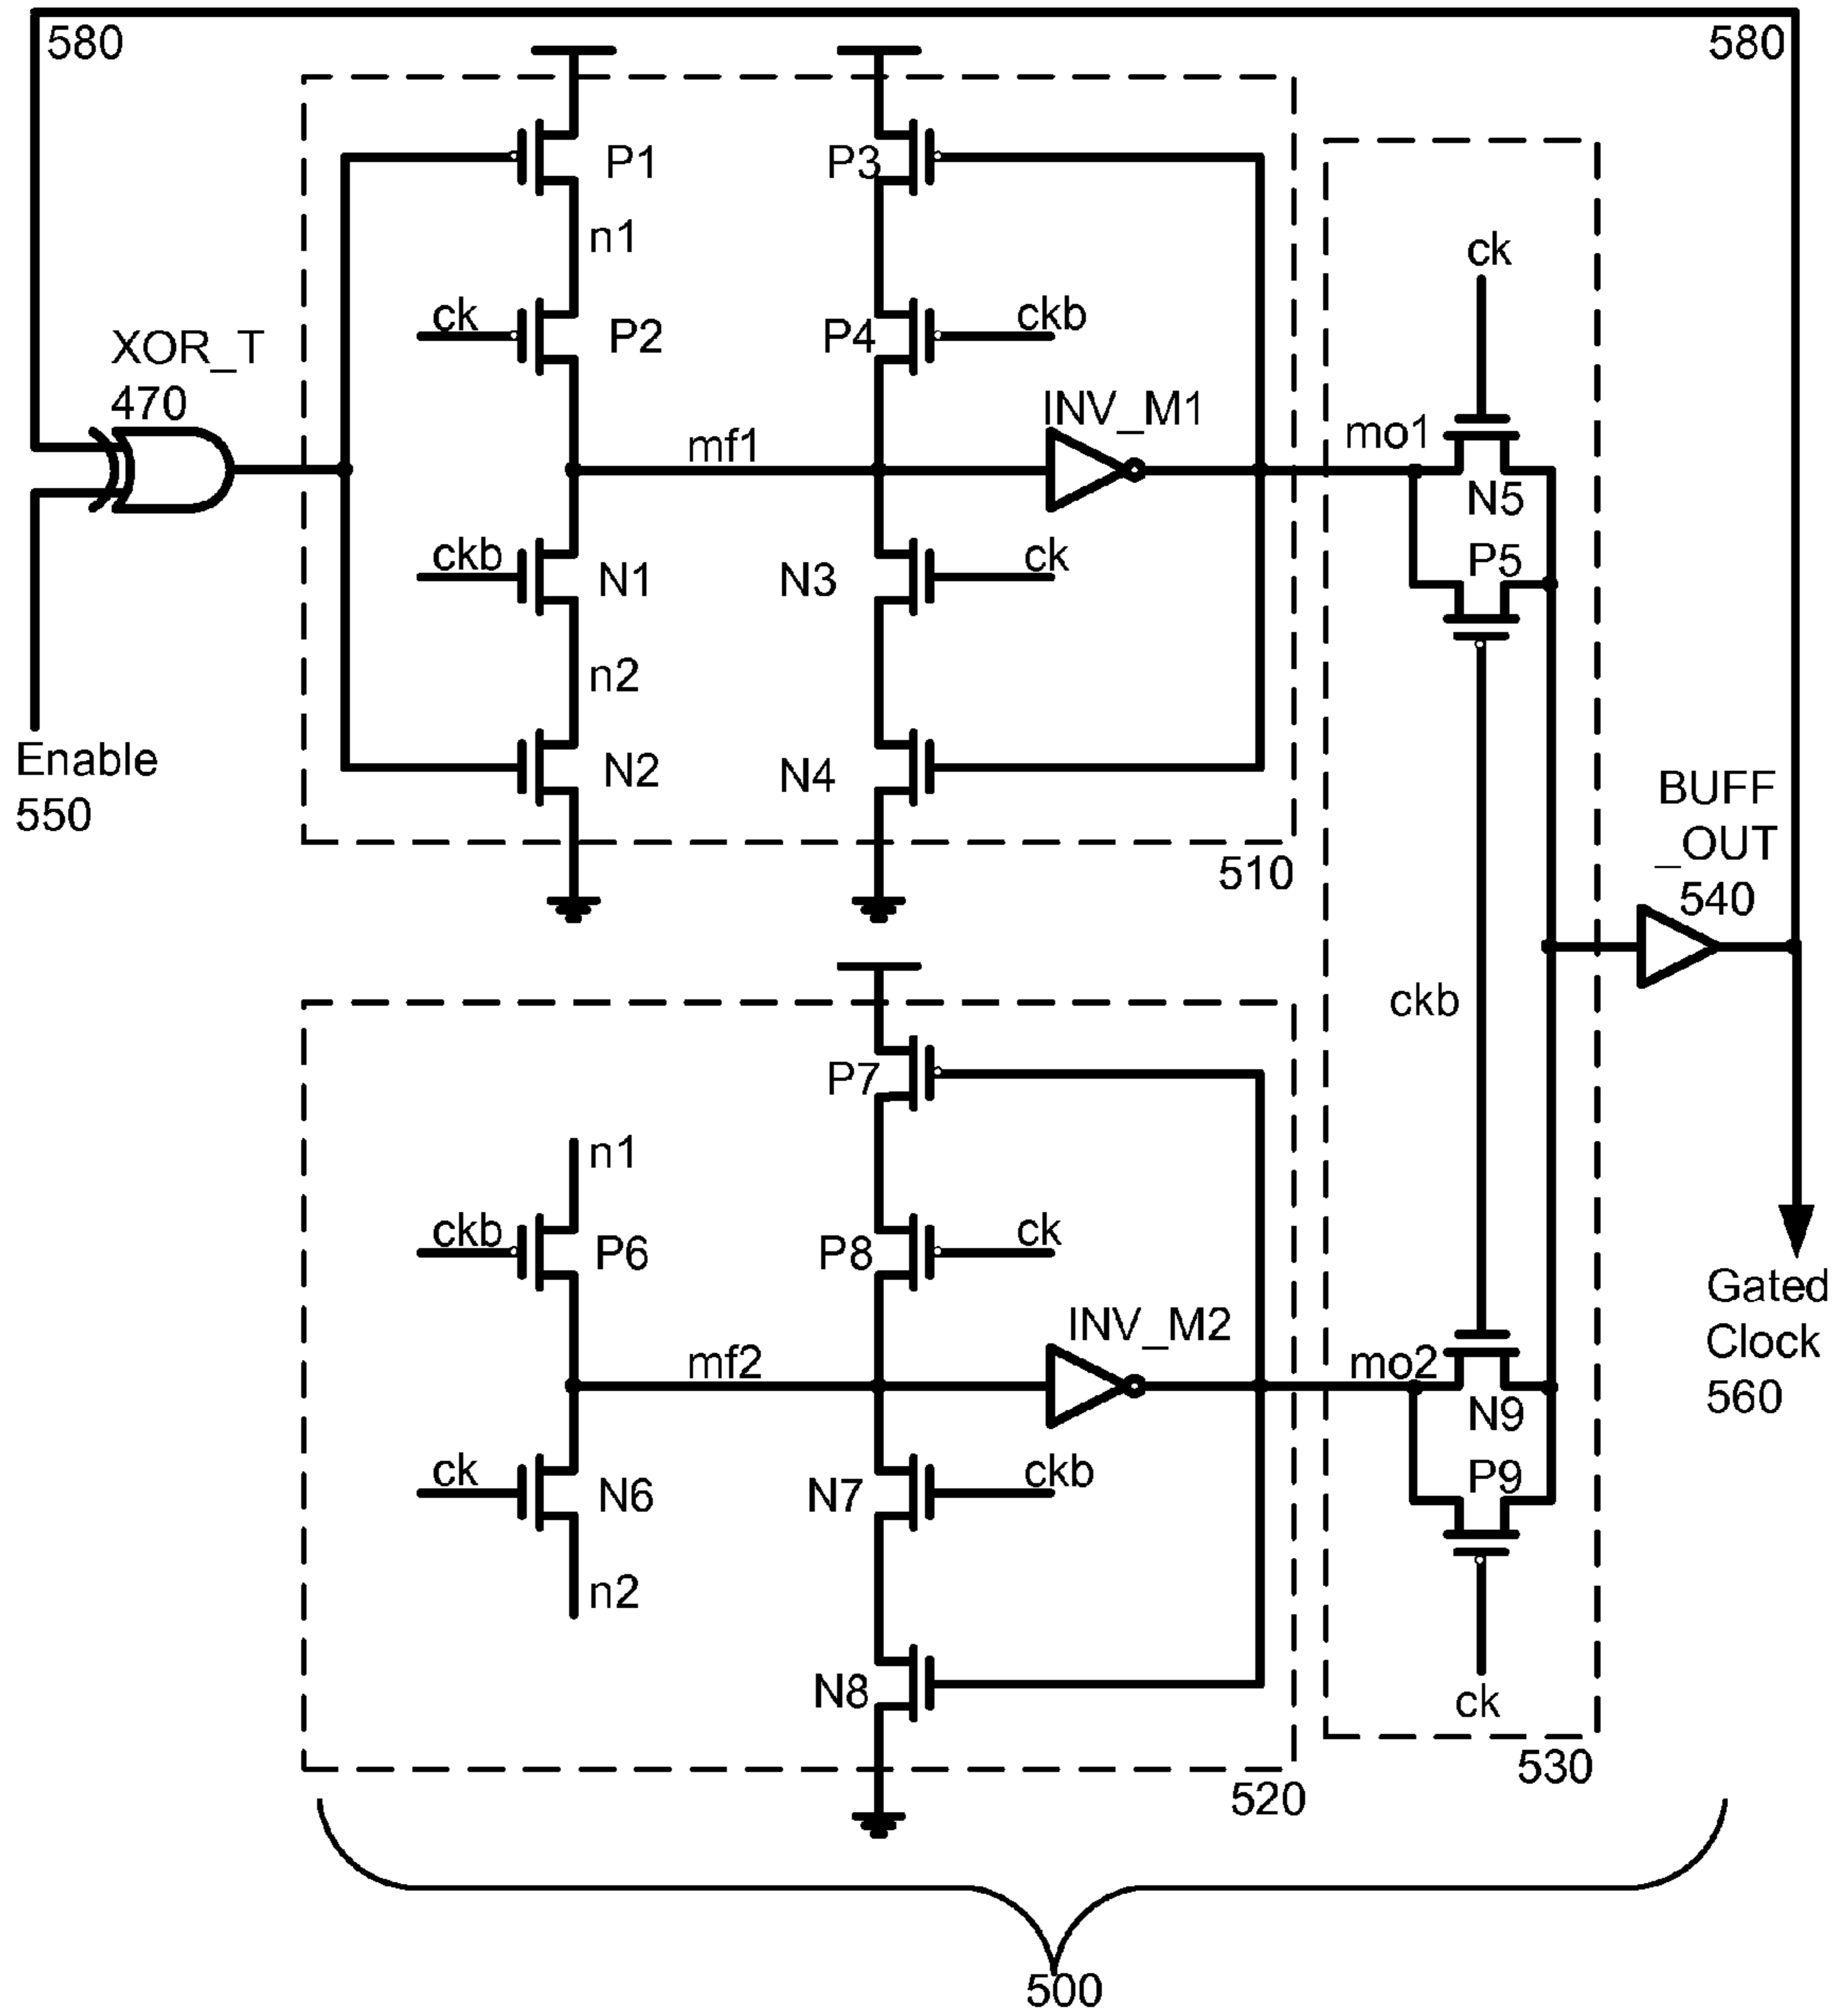 580
580
P1
P3
n1
ck
ck
ckb
XOR_T
470
P2
P4
INV_M1
mf1
mo1
N5
ckb
N1
N3
ck
P5
n2
Enable
550
N2
N4
BUFF
_OUT
540
510
ckb
P7
n1
ckb
P6
P8
ck
Gated
Clock
560
INV_M2
mf2
mo2
N9
ck
N6
N7
ckb
P9
n2
N8
ck
530
520
500